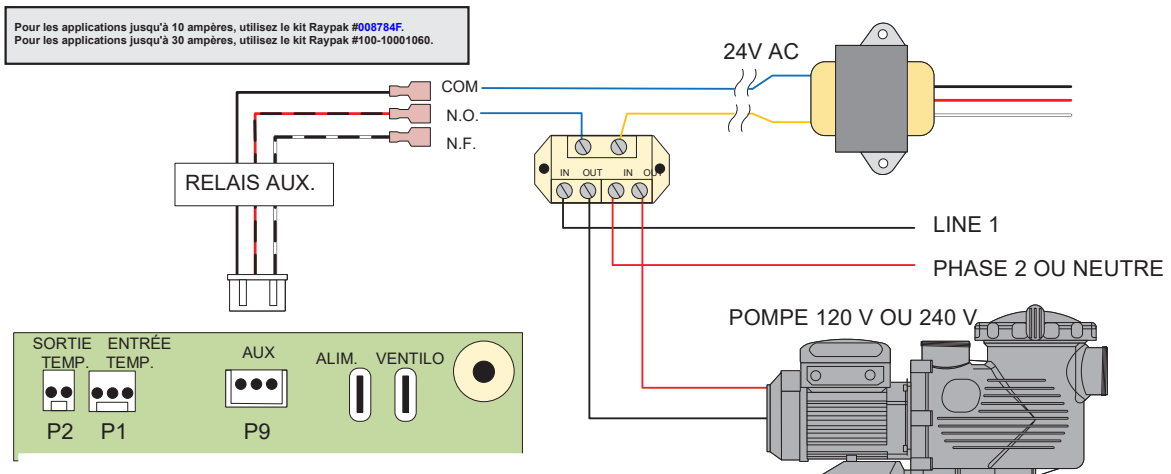 Pour les applications jusqu'à 10 ampères, utilisez le kit Raypak #008784F.
Pour les applications jusqu'à 30 ampères, utilisez le kit Raypak #100-10001060.
24V AC
COM
N.O.
N.F.
RELAIS AUX.
IN OUT IN OUT
LINE 1
PHASE 2 OU NEUTRE
POMPE 120 V OU 240 V
SORTIE TEMP.
ENTRÉE TEMP.
AUX
ALIM.
VENTILO
P2
P1
P9